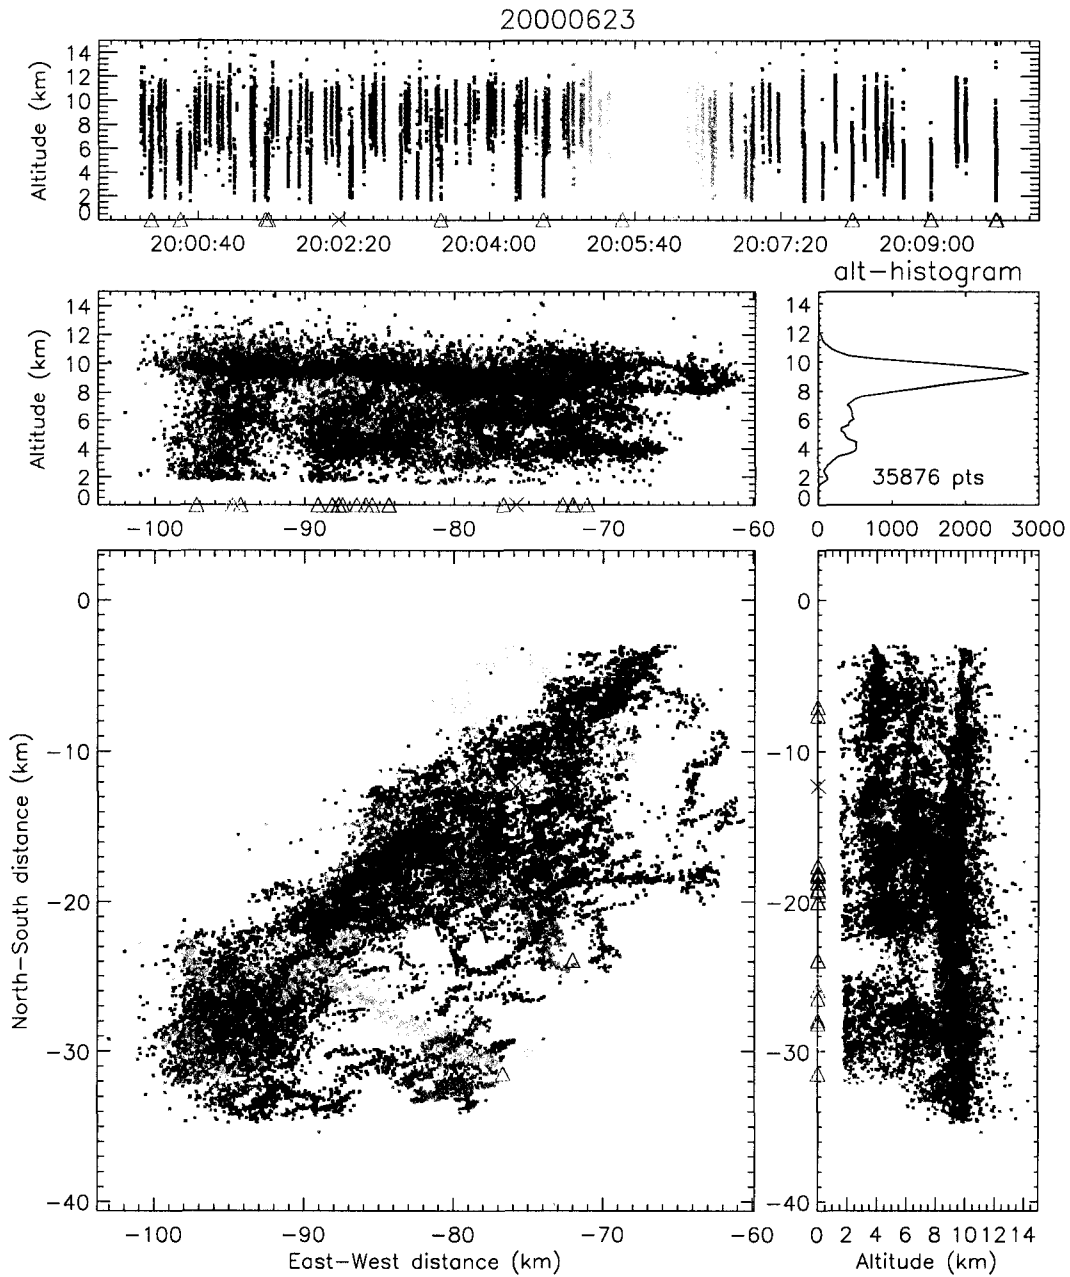 20000623
Altitude (km)
14
12
10
8
6
4
2
0
20:00:40 20:02:20 20:04:00 20:05:40 20:07:20 20:09:00
alt-histogram
Altitude (km)
14
12
10
8
6
4
2
0
-100 -90 -80 -70 -60
14
12
10
8
6
4
2
0
35876 pts
0 1000 2000 3000
North-South distance (km)
0
-10
-20
-30
-40
-100 -90 -80 -70 -60
East-West distance (km)
0
-10
-20
-30
-40
0 2 4 6 8 10 12 14
Altitude (km)